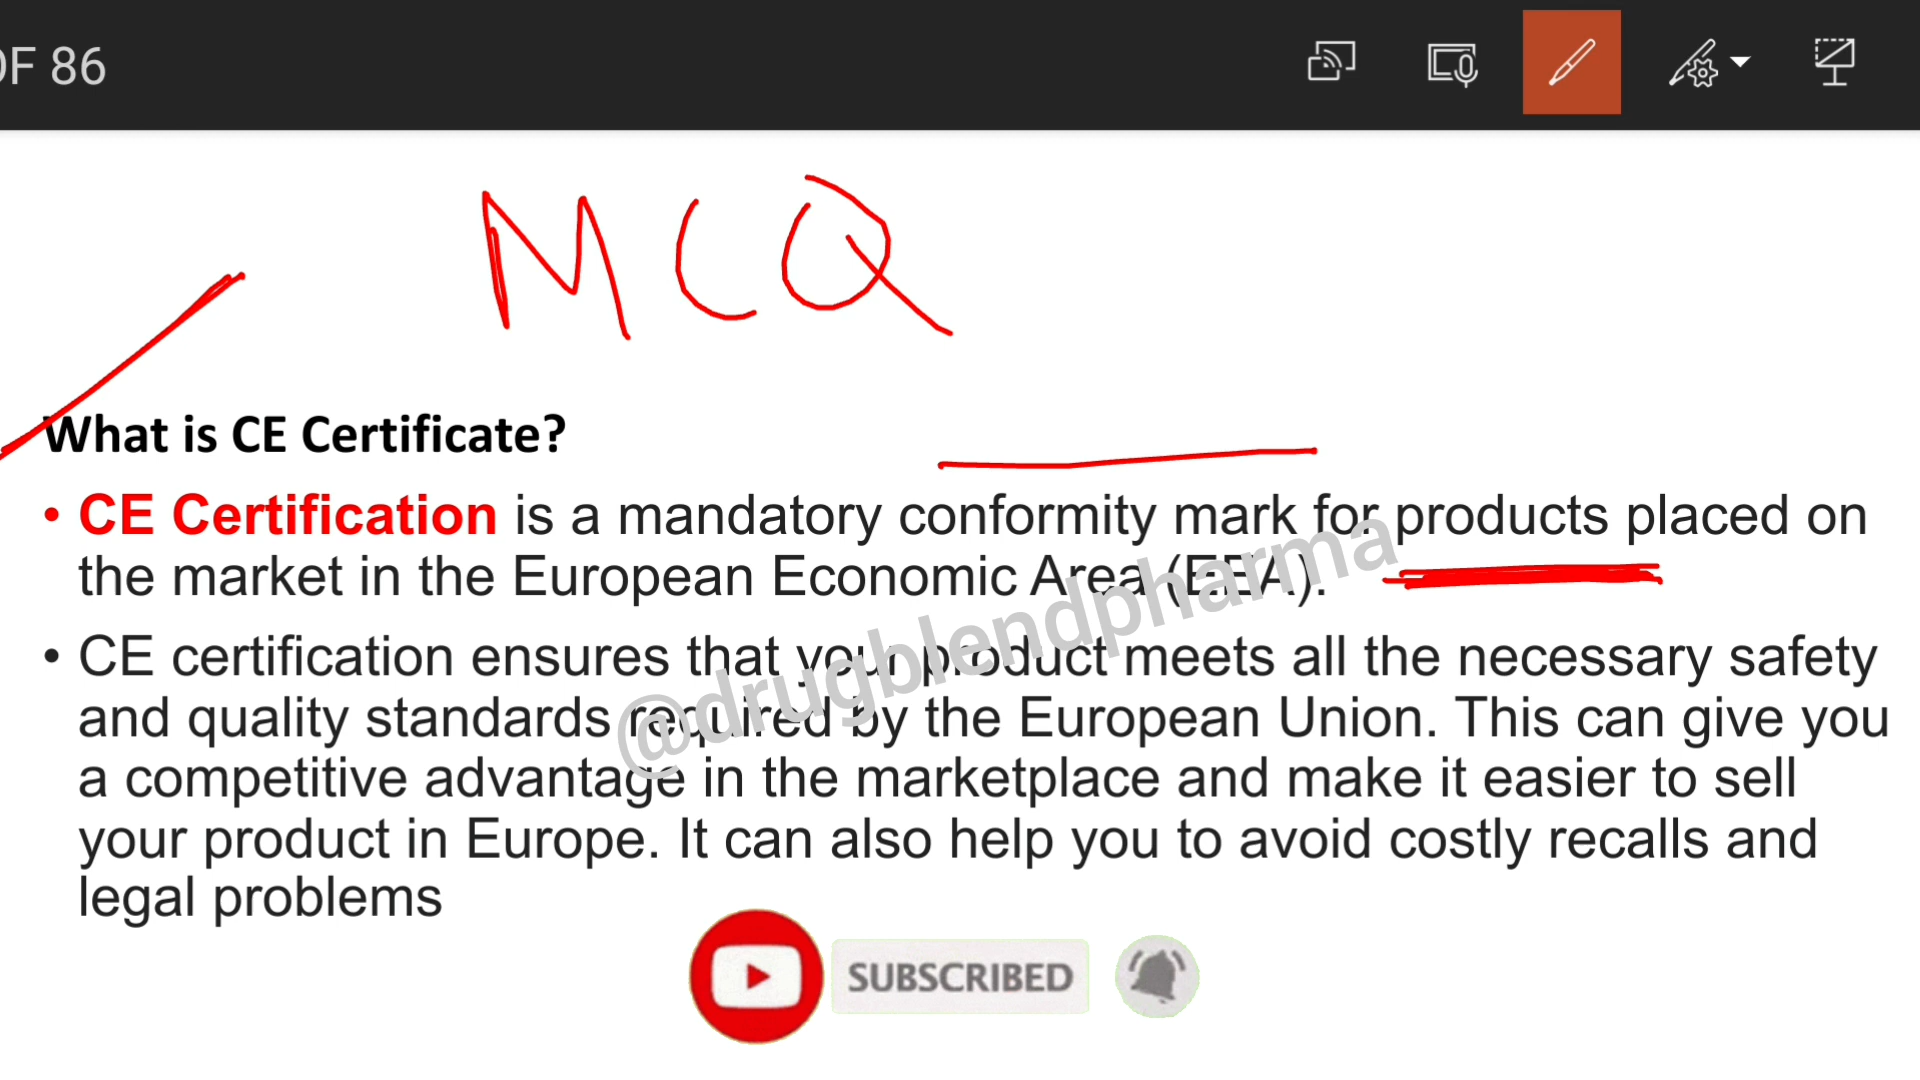 OF 86
MCQ
What is CE Certificate?
• CE Certification is a mandatory conformity mark for products placed on
the market in the European Economic Area (EEA).
• CE certification ensures that your product meets all the necessary safety
and quality standards required by the European Union. This can give you
a competitive advantage in the marketplace and make it easier to sell
your product in Europe. It can also help you to avoid costly recalls and
legal problems
@drugblendpharma
SUBSCRIBED